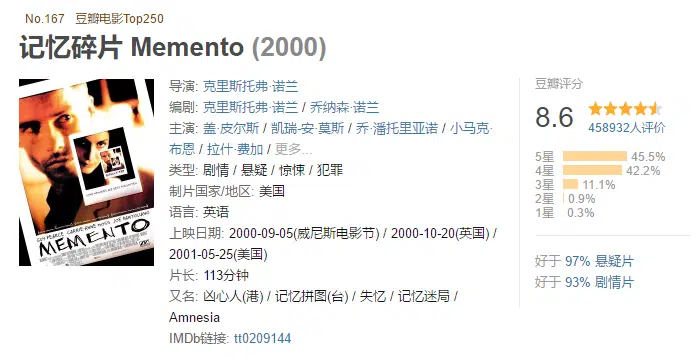 No.167 豆瓣电影Top250
记忆碎片 Memento (2000)
GUY PEARCE CARRIE-ANNE MOSS JOE PANTOLIANO
MEMENTO
导演: 克里斯托弗·诺兰
编剧: 克里斯托弗·诺兰 / 乔纳森·诺兰
主演: 盖·皮尔斯 / 凯瑞-安·莫斯 / 乔·潘托里亚诺 / 小马克·
布恩 / 拉什·费加 / 更多...
类型: 剧情 / 悬疑 / 惊悚 / 犯罪
制片国家/地区: 美国
语言: 英语
上映日期: 2000-09-05(威尼斯电影节) / 2000-10-20(英国) /
2001-05-25(美国)
片长: 113分钟
又名: 凶心人(港) / 记忆拼图(台) / 失忆 / 记忆迷局 /
Amnesia
IMDb链接: tt0209144
豆瓣评分
8.6
458932人评价
5星 45.5%
4星 42.2%
3星 11.1%
2星 0.9%
1星 0.3%
好于 97% 悬疑片
好于 93% 剧情片